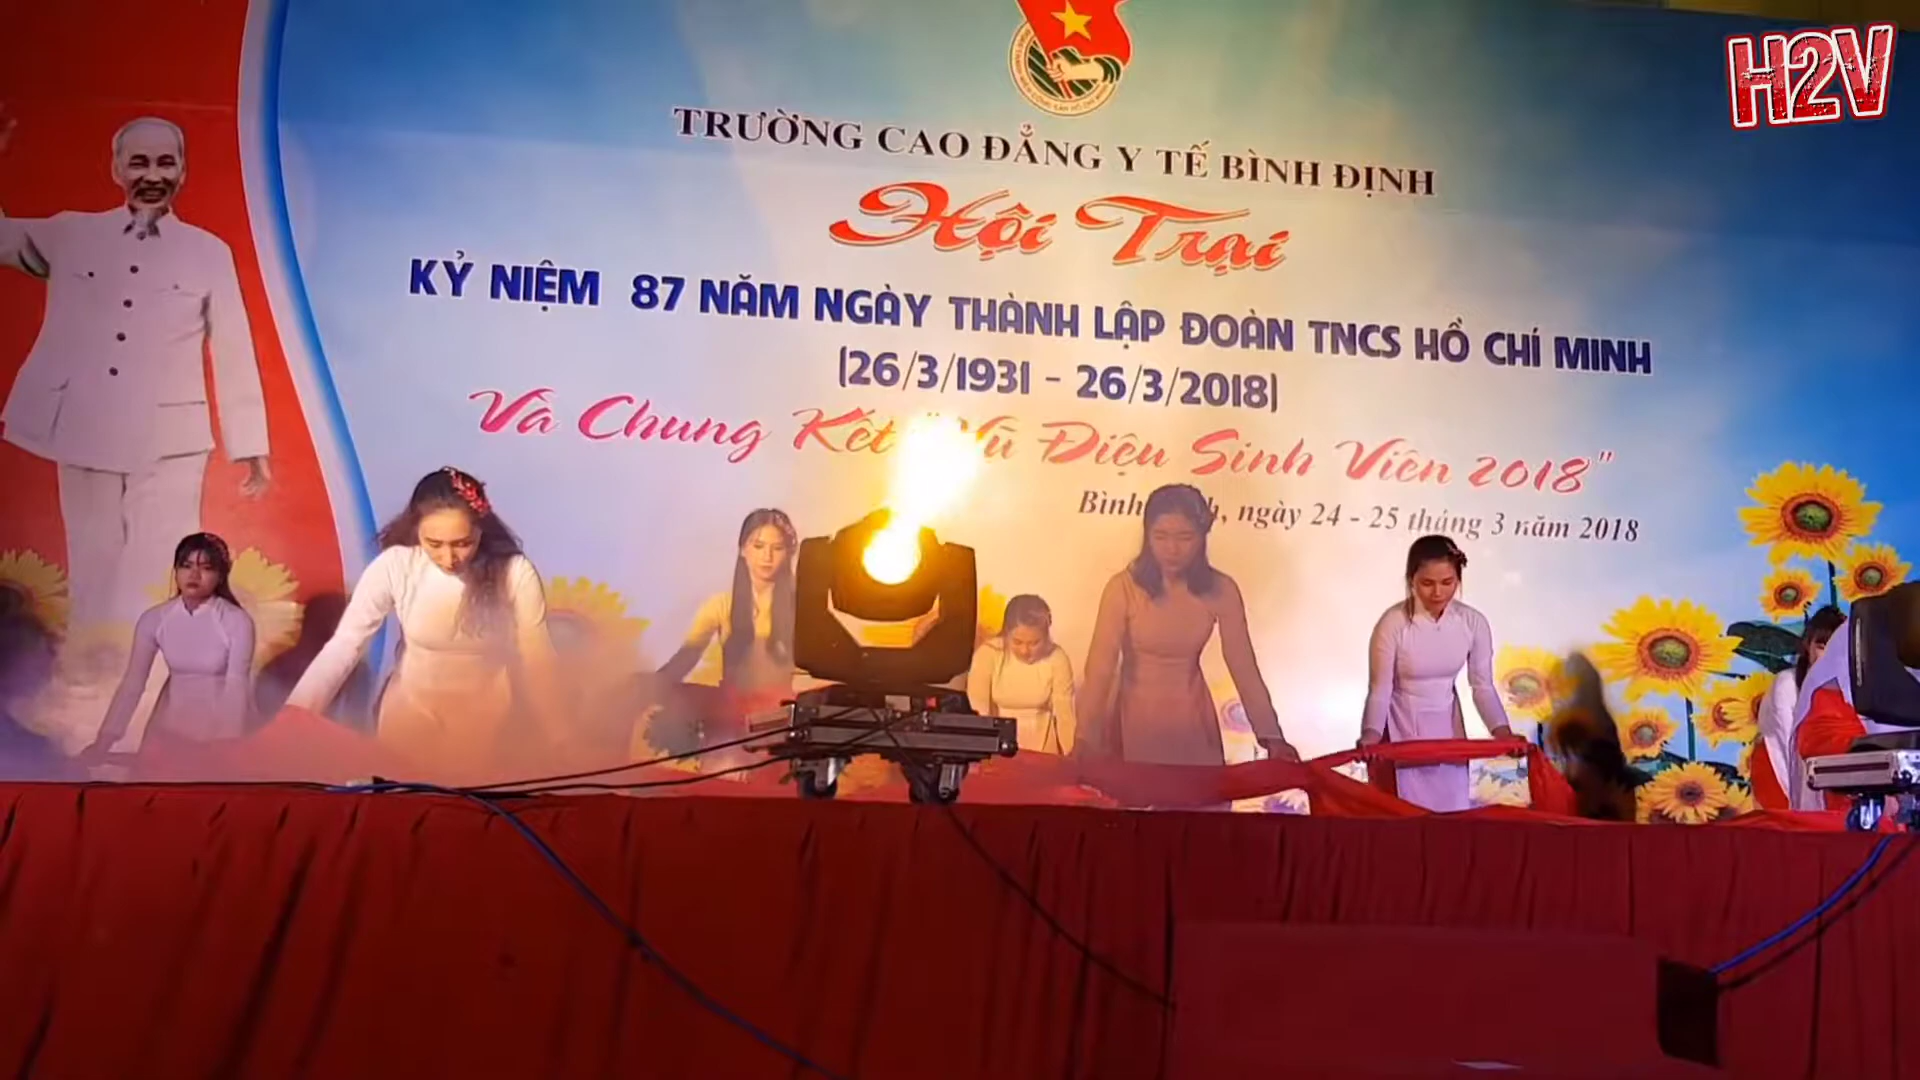 H2V
TRƯỜNG CAO ĐẲNG Y TẾ BÌNH ĐỊNH
Hội Trại
KỶ NIỆM 87 NĂM NGÀY THÀNH LẬP ĐOÀN TNCS HỒ CHÍ MINH
(26/3/1931 - 26/3/2018)
Và Chung Kết "Vũ Điệu Sinh Viên 2018"
Bình, ngày 24 - 25 tháng 3 năm 2018